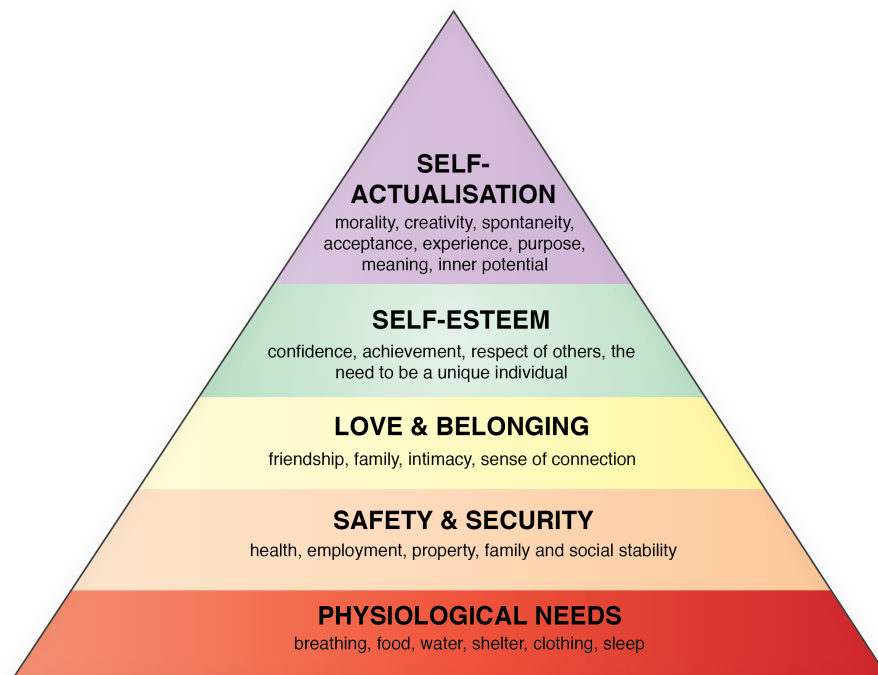 SELF-
ACTUALISATION
morality, creativity, spontaneity,
acceptance, experience, purpose,
meaning, inner potential
SELF-ESTEEM
confidence, achievement, respect of others, the
need to be a unique individual
LOVE & BELONGING
friendship, family, intimacy, sense of connection
SAFETY & SECURITY
health, employment, property, family and social stability
PHYSIOLOGICAL NEEDS
breathing, food, water, shelter, clothing, sleep